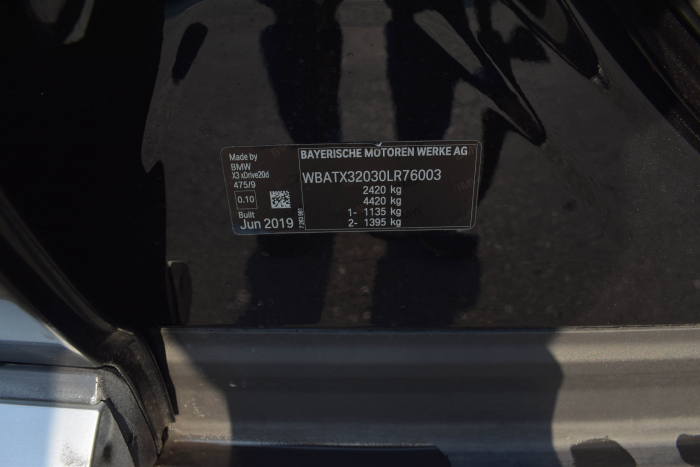 Made by
BMW
X3 xDrive20d
475/9
0.10
Built
Jun 2019
BAYERISCHE MOTOREN WERKE AG
WBATX32030LR76003
2420 kg
4420 kg
1- 1135 kg
2- 1395 kg